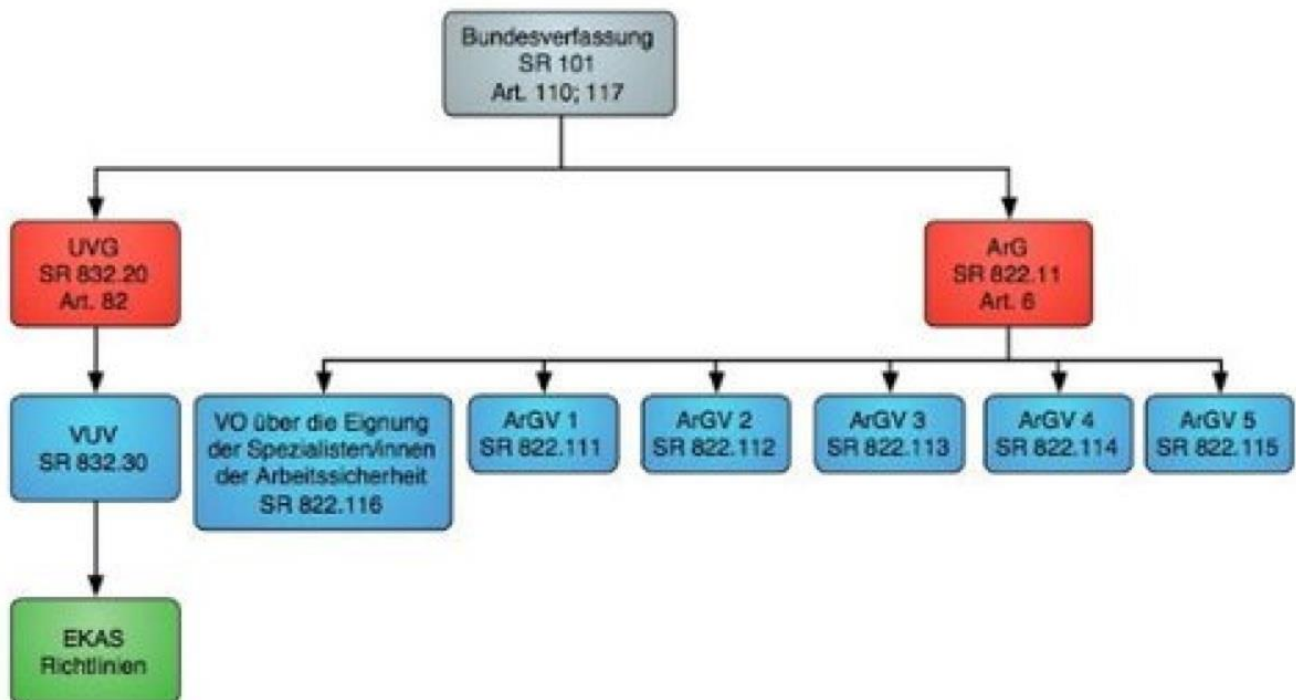 Bundesverfassung
SR 101
Art. 110; 117
UVG
SR 832.20
Art. 82
ArG
SR 822.11
Art. 6
VUV
SR 832.30
VO über die Eignung
der Spezialisten/innen
der Arbeitssicherheit
SR 822.116
ArGV 1
SR 822.111
ArGV 2
SR 822.112
ArGV 3
SR 822.113
ArGV 4
SR 822.114
ArGV 5
SR 822.115
EKAS
Richtlinien